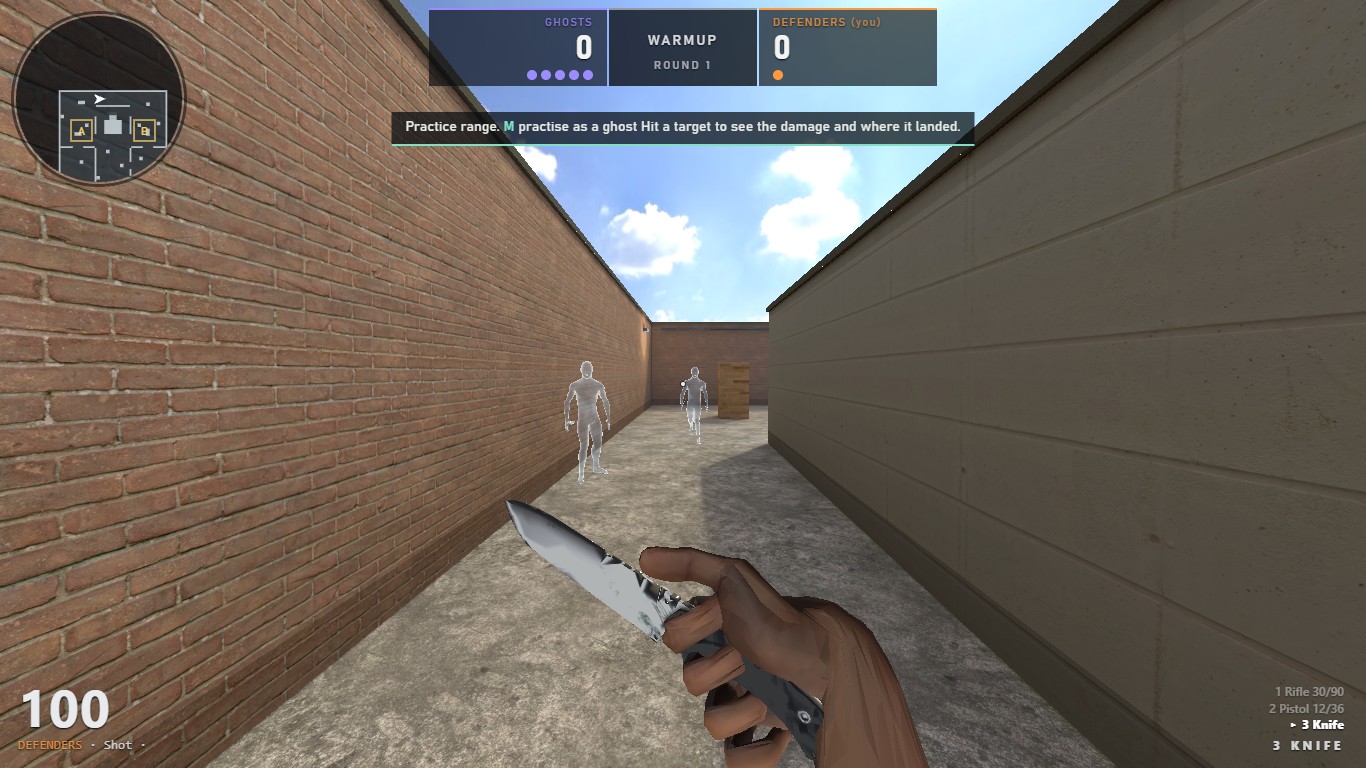 GHOSTS
0
WARMUP
ROUND 1
DEFENDERS (you)
0
Practice range. M practise as a ghost Hit a target to see the damage and where it landed.
A
B
100
DEFENDERS · Shot ·
1 Rifle 30/90
2 Pistol 12/36
▸ 3 Knife
3 KNIFE